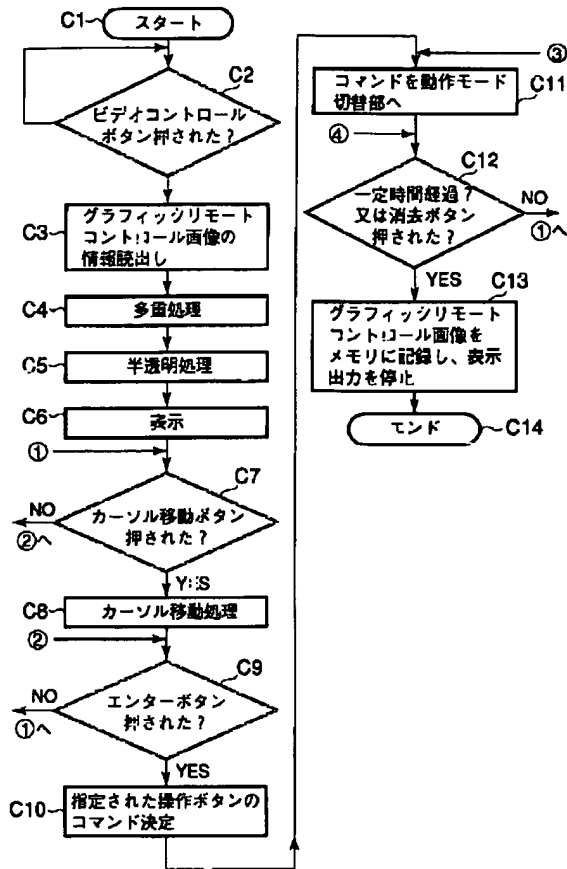 C1 スタート
C2
ビデオコントロール
ボタン押された?
C3
グラフィッシリモート
コントロール画像の
情報読出し
C4 多重処理
C5 半透明処理
C6 表示
①
C7
カーソル移動ボタン
押された?
NO
②へ
YES
C8 カーソル移動処理
②
C9
エンターボタン
押された?
NO
①へ
YES
C10
指定された操作ボタンの
コマンド決定
③
コマンドを動作モード
切替部へ
C11
④
C12
一定時間経過?
又は消去ボタン
押された?
NO
①へ
YES
C13
グラフィッシリモート
コントロール画像を
メモリに記録し、表示
出力を停止
エンド C14